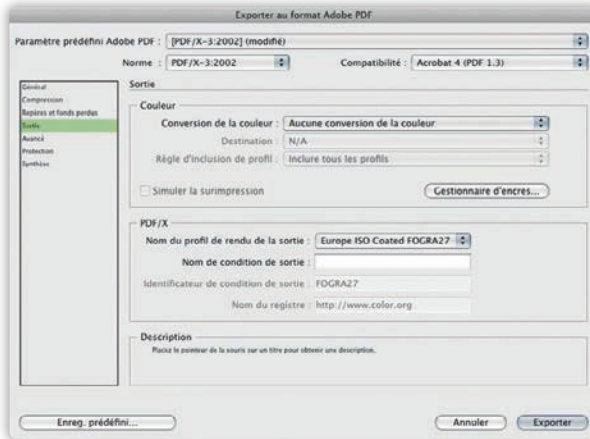 Exporter au format Adobe PDF
Paramètre prédéfini Adobe PDF : [PDF/X-3:2002] (modifié)
Norme : PDF/X-3:2002 Compatibilité : Acrobat 4 (PDF 1.3)
Général
Compression
Repères et fonds perdus
Sortie
Avancé
Protection
Synthèse
Sortie
Couleur
Conversion de la couleur : Aucune conversion de la couleur
Destination : N/A
Règle d'inclusion de profil : Inclure tous les profils
Simuler la surimpression Gestionnaire d'encres...
PDF/X
Nom du profil de rendu de la sortie : Europe ISO Coated FOGRA27
Nom de condition de sortie :
Identificateur de condition de sortie : FOGRA27
Nom du registre : http://www.color.org
Description
Placez le pointeur de la souris sur un titre pour obtenir une description.
Enreg. prédéfini... Annuler Exporter